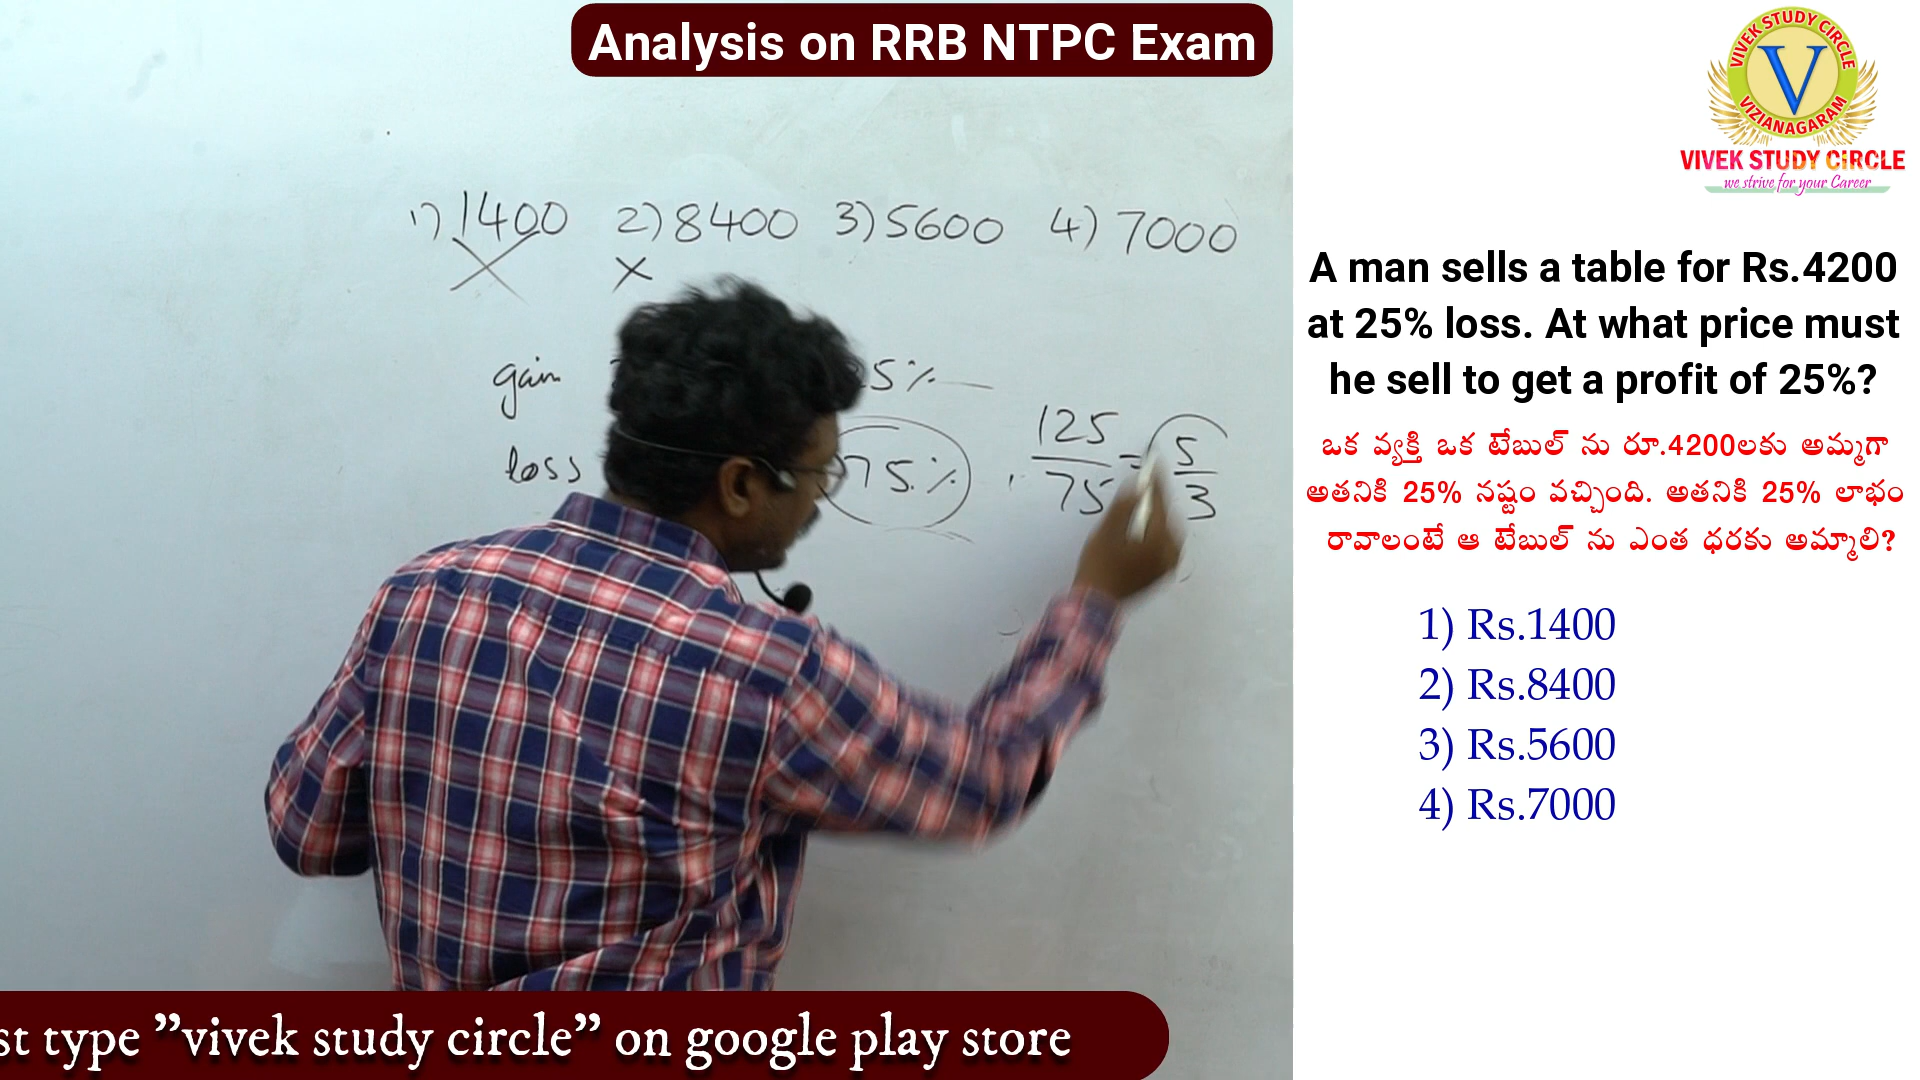 Analysis on RRB NTPC Exam
VIVEK STUDY CIRCLE
VIZIANAGARAM
V
VIVEK STUDY CIRCLE
we strive for your Career
1) 1400 2) 8400 3) 5600 4) 7000
gain 5%
loss 75% 125/75 = 5/3
A man sells a table for Rs.4200
at 25% loss. At what price must
he sell to get a profit of 25%?
ఒక వ్యక్తి ఒక టేబుల్ ను రూ.4200లకు అమ్మగా
అతనికి 25% నష్టం వచ్చింది. అతనికి 25% లాభం
రావాలంటే ఆ టేబుల్ ను ఎంత ధరకు అమ్మాలి?
1) Rs.1400
2) Rs.8400
3) Rs.5600
4) Rs.7000
st type "vivek study circle" on google play store